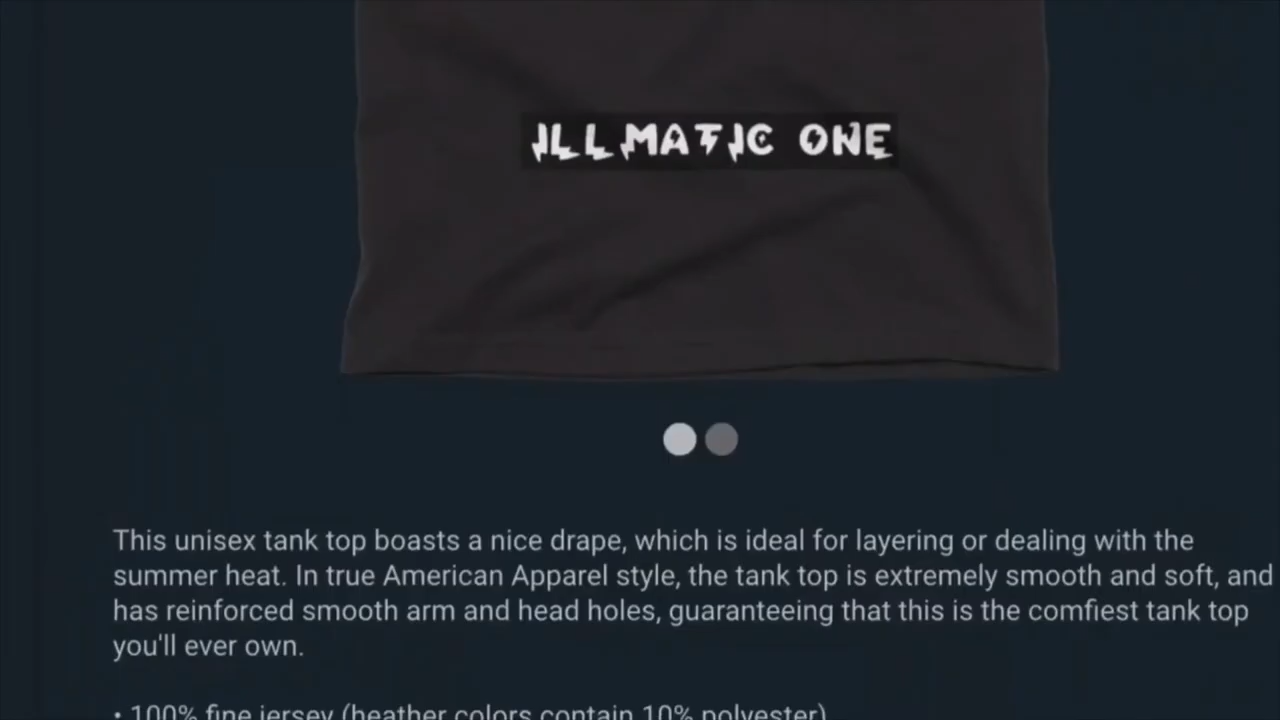 ILLMATIC ONE
This unisex tank top boasts a nice drape, which is ideal for layering or dealing with the
summer heat. In true American Apparel style, the tank top is extremely smooth and soft, and
has reinforced smooth arm and head holes, guaranteeing that this is the comfiest tank top
you'll ever own.
• 100% fine jersey (heather colors contain 10% polyester)